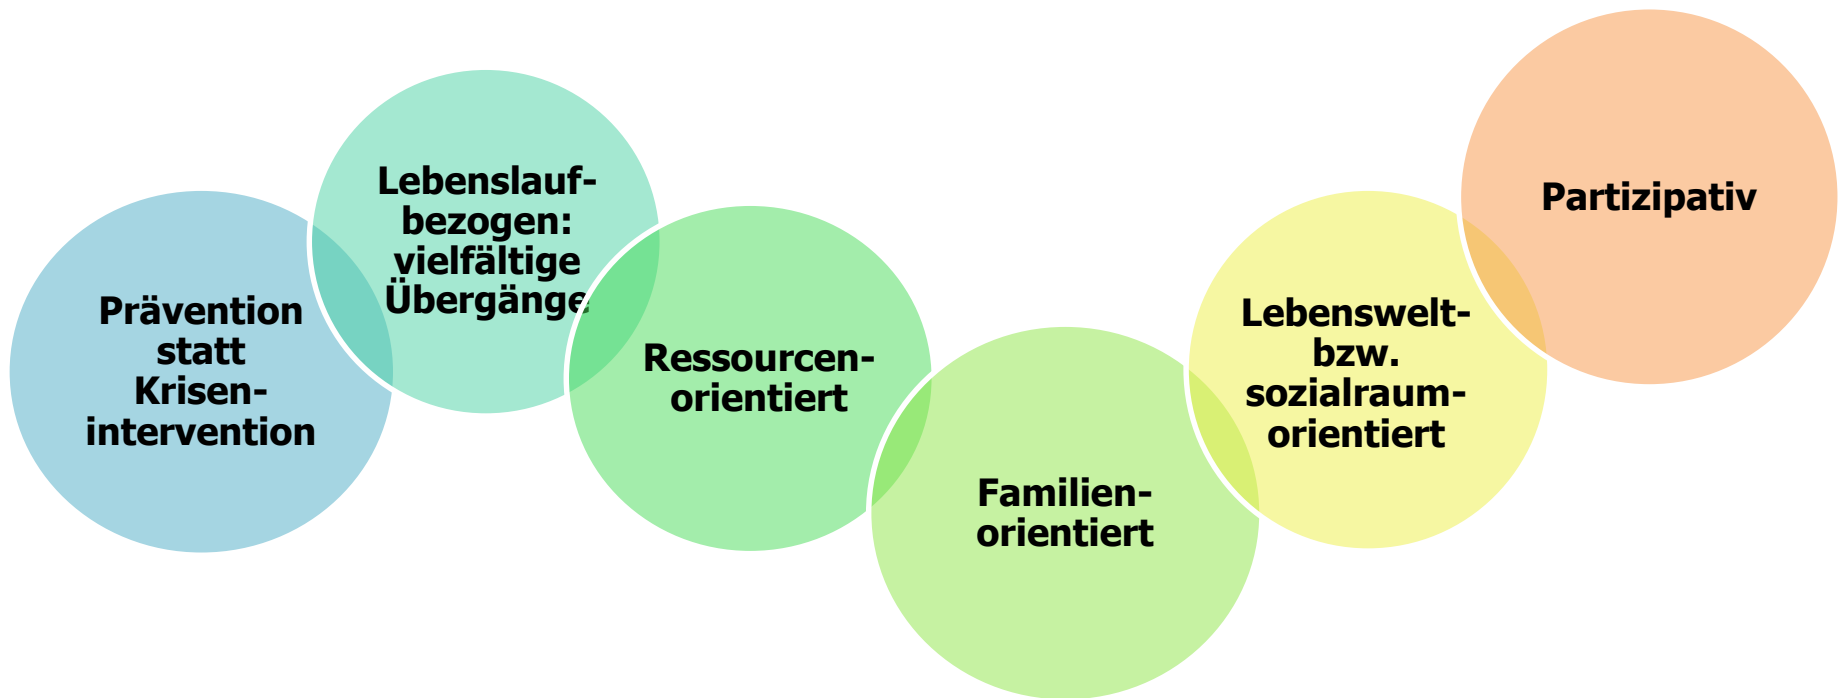 Prävention
statt
Krisen-
intervention
Lebenslauf-
bezogen:
vielfältige
Übergänge
Ressourcen-
orientiert
Familien-
orientiert
Lebenswelt-
bzw.
sozialraum-
orientiert
Partizipativ